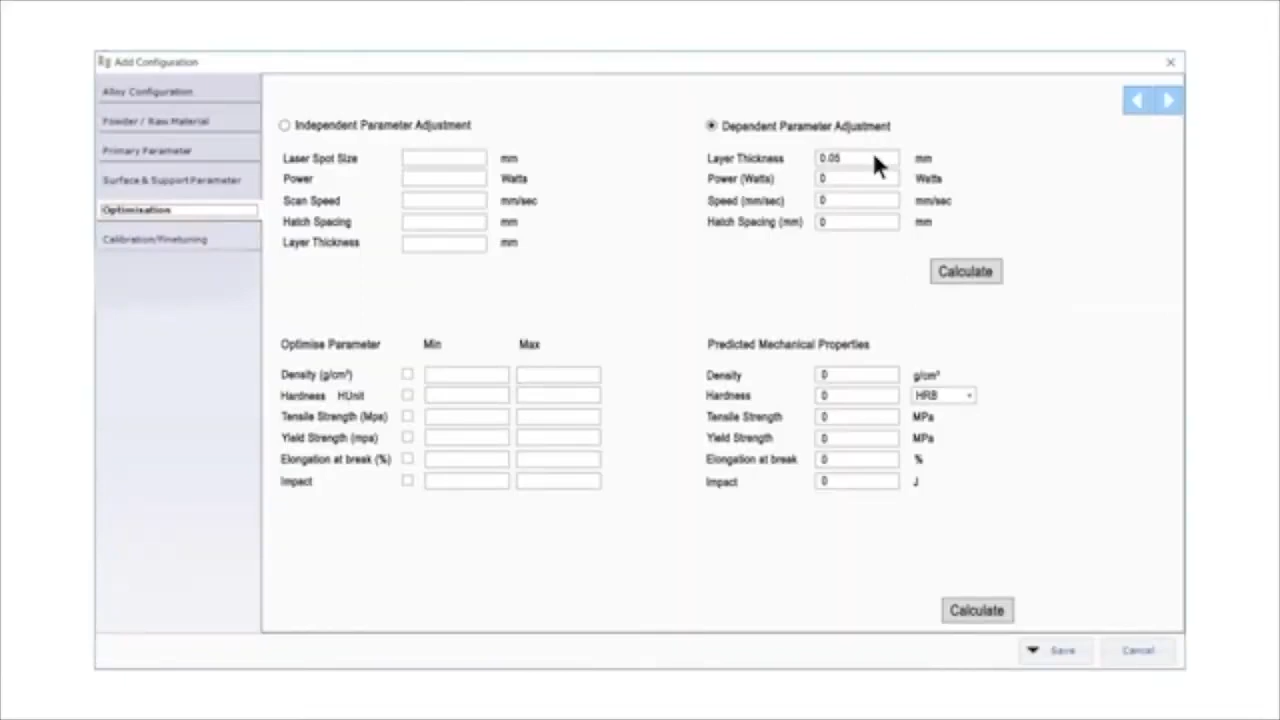 Add Configuration
Alloy Configuration
Powder / Raw Material
Primary Parameter
Surface & Support Parameter
Optimisation
Calibration/Finetuning
Independent Parameter Adjustment
Laser Spot Size mm
Power Watts
Scan Speed mm/sec
Hatch Spacing mm
Layer Thickness mm
Dependent Parameter Adjustment
Layer Thickness 0.05 mm
Power (Watts) 0 Watts
Speed (mm/sec) 0 mm/sec
Hatch Spacing (mm) 0 mm
Calculate
Optimise Parameter Min Max
Density (g/cm³)
Hardness HUnit
Tensile Strength (Mpa)
Yield Strength (mpa)
Elongation at break (%)
Impact
Predicted Mechanical Properties
Density 0 g/cm³
Hardness 0 HRB
Tensile Strength 0 MPa
Yield Strength 0 MPa
Elongation at break 0 %
Impact 0 J
Calculate
Save Cancel